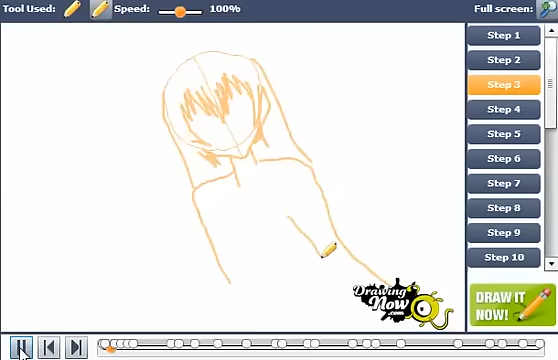 Tool Used: Speed: 100% Full screen:
Step 1
Step 2
Step 3
Step 4
Step 5
Step 6
Step 7
Step 8
Step 9
Step 10
Drawing
Now.com
DRAW IT
NOW!